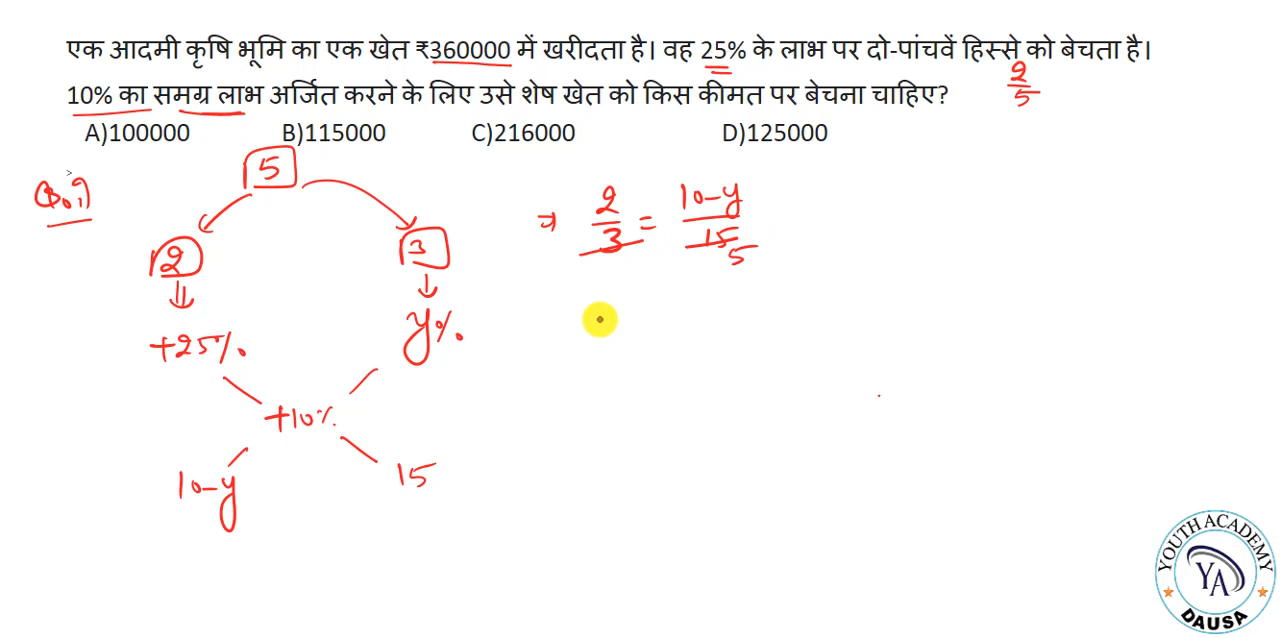 एक आदमी कृषि भूमि का एक खेत ₹360000 में खरीदता है। वह 25% के लाभ पर दो-पांचवें हिस्से को बेचता है।
2/5
10% का समग्र लाभ अर्जित करने के लिए उसे शेष खेत को किस कीमत पर बेचना चाहिए?
A)100000 B)115000 C)216000 D)125000
5
2 3
+25% y%
+10%
10-y 15
⇒ 2/3 = 10-y/15
5
YOUTH ACADEMY
YA
DAUSA